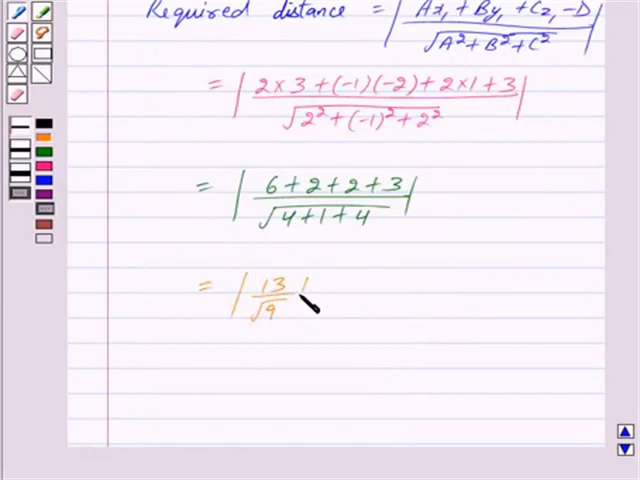 Required distance = | Ax₁ + By₁ + Cz₁ - D / √A² + B² + C² |
= | 2 × 3 + (-1)(-2) + 2 × 1 + 3 / √2² + (-1)² + 2² |
= | 6 + 2 + 2 + 3 / √4 + 1 + 4 |
= | 13 / √9 |